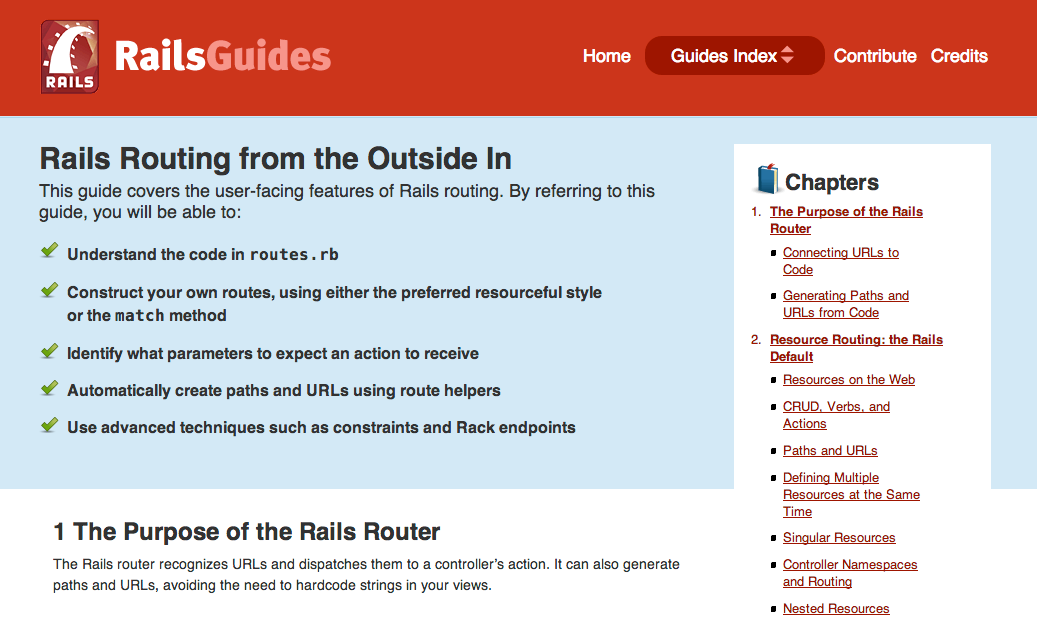 RAILS
RailsGuides
Home
Guides Index
Contribute
Credits
Rails Routing from the Outside In
This guide covers the user-facing features of Rails routing. By referring to this
guide, you will be able to:
Understand the code in routes.rb
Construct your own routes, using either the preferred resourceful style
or the match method
Identify what parameters to expect an action to receive
Automatically create paths and URLs using route helpers
Use advanced techniques such as constraints and Rack endpoints
1 The Purpose of the Rails Router
The Rails router recognizes URLs and dispatches them to a controller’s action. It can also generate
paths and URLs, avoiding the need to hardcode strings in your views.
Chapters
1. The Purpose of the Rails
Router
Connecting URLs to
Code
Generating Paths and
URLs from Code
2. Resource Routing: the Rails
Default
Resources on the Web
CRUD, Verbs, and
Actions
Paths and URLs
Defining Multiple
Resources at the Same
Time
Singular Resources
Controller Namespaces
and Routing
Nested Resources